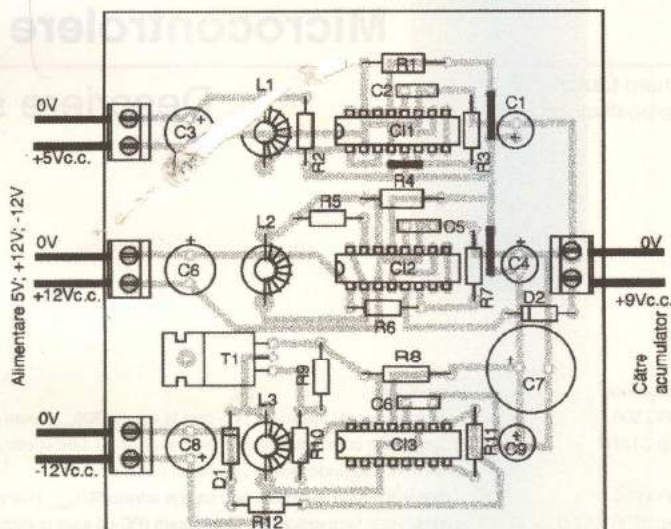 Microcontrolere
R1
C2
0V
L1
C1
C3
+5Vc.c.
CI1
R2
R3
R4
R5
0V
L2
C5
0V
C6
CI2
C4
+12Vc.c.
R7
D2
+9Vc.c.
R6
Alimentare 5V; +12V; -12V
Către
acumulator
T1
R9
R8
C7
0V
L3
C6
C8
R10
CI3
R11
C9
-12Vc.c.
D1
R12